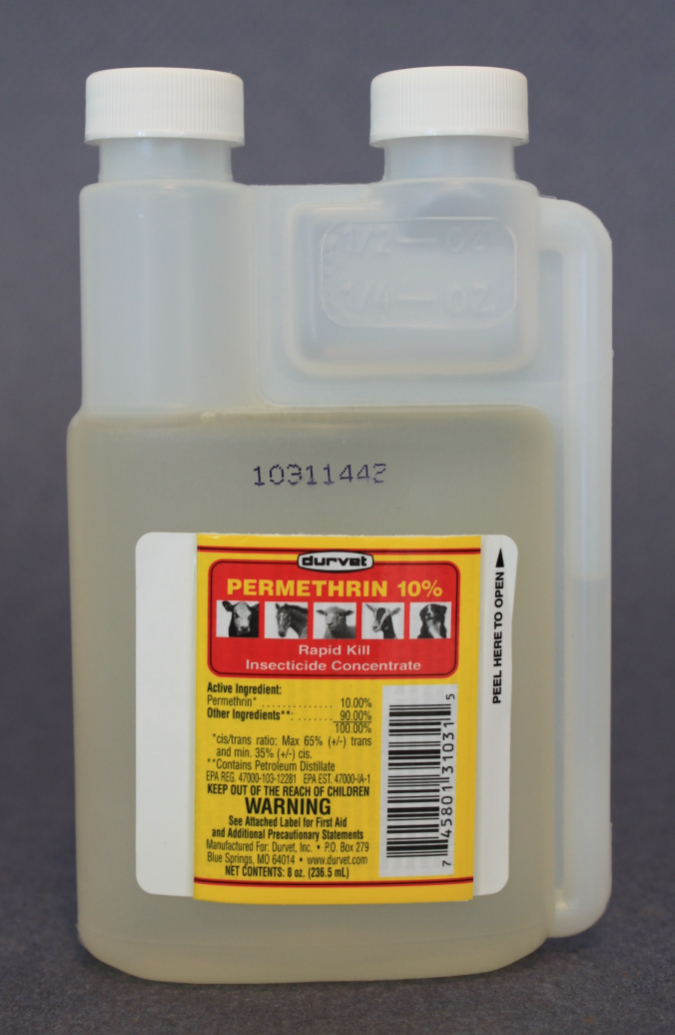 1/2 — OZ
1/4 — OZ
10311442
durvet
PERMETHRIN 10%
Rapid Kill
Insecticide Concentrate
Active Ingredient:
Permethrin* .................. 10.00%
Other Ingredients**: ....... 90.00%
100.00%
*cis/trans ratio: Max 65% (+/-) trans
and min. 35% (+/-) cis.
**Contains Petroleum Distillate
EPA REG. 47000-103-12281 EPA EST. 47000-IA-1
KEEP OUT OF THE REACH OF CHILDREN
WARNING
See Attached Label for First Aid
and Additional Precautionary Statements
Manufactured For: Durvet, Inc. • P.O. Box 279
Blue Springs, MO 64014 • www.durvet.com
NET CONTENTS: 8 oz. (236.5 mL)
7 45801 31031 5
PEEL HERE TO OPEN ▶